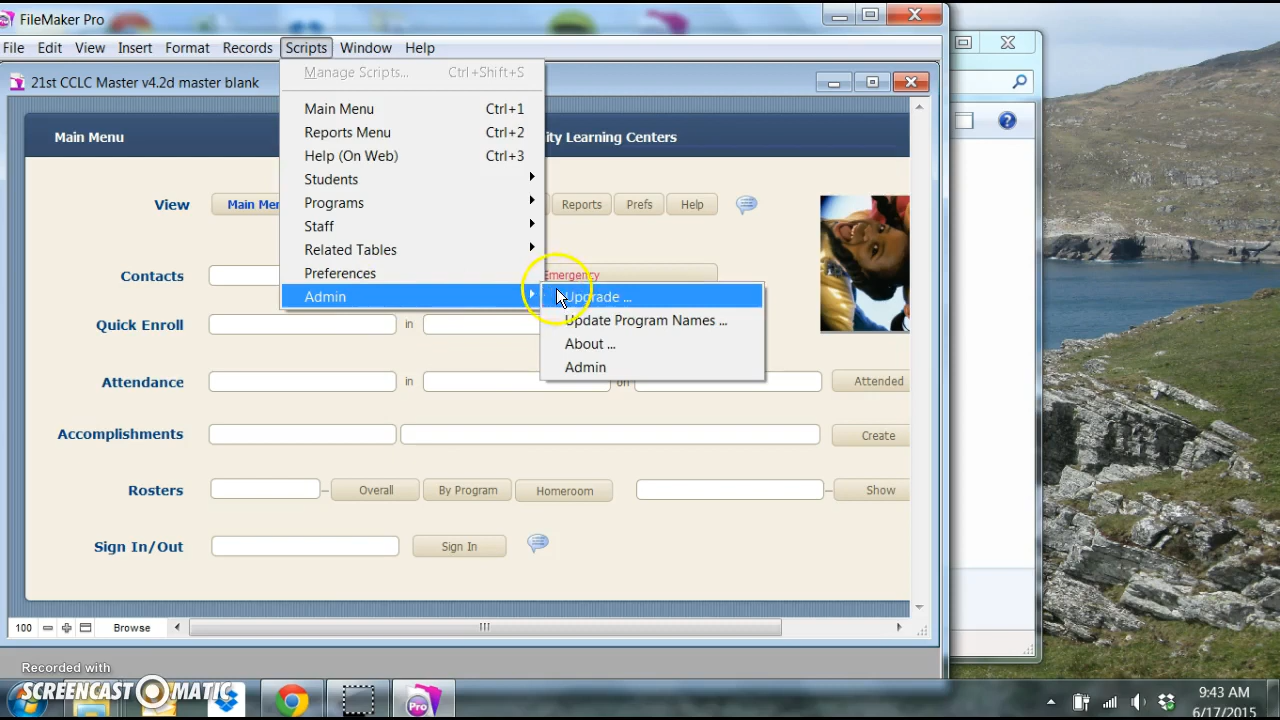 FileMaker Pro
File Edit View Insert Format Records Scripts Window Help
21st CCLC Master v4.2d master blank
Manage Scripts... Ctrl+Shift+S
Main Menu Ctrl+1
Reports Menu Ctrl+2
Help (On Web) Ctrl+3
Students
Programs
Staff
Related Tables
Preferences
Admin
Upgrade ...
Update Program Names ...
About ...
Admin
Main Menu
ity Learning Centers
View Main Men Reports Prefs Help
Contacts Emergency
Quick Enroll in
Attendance in on Attended
Accomplishments Create
Rosters Overall By Program Homeroom Show
Sign In/Out Sign In
100 Browse
Recorded with
SCREENCAST O MATIC
Pro
9:43 AM
6/17/2015